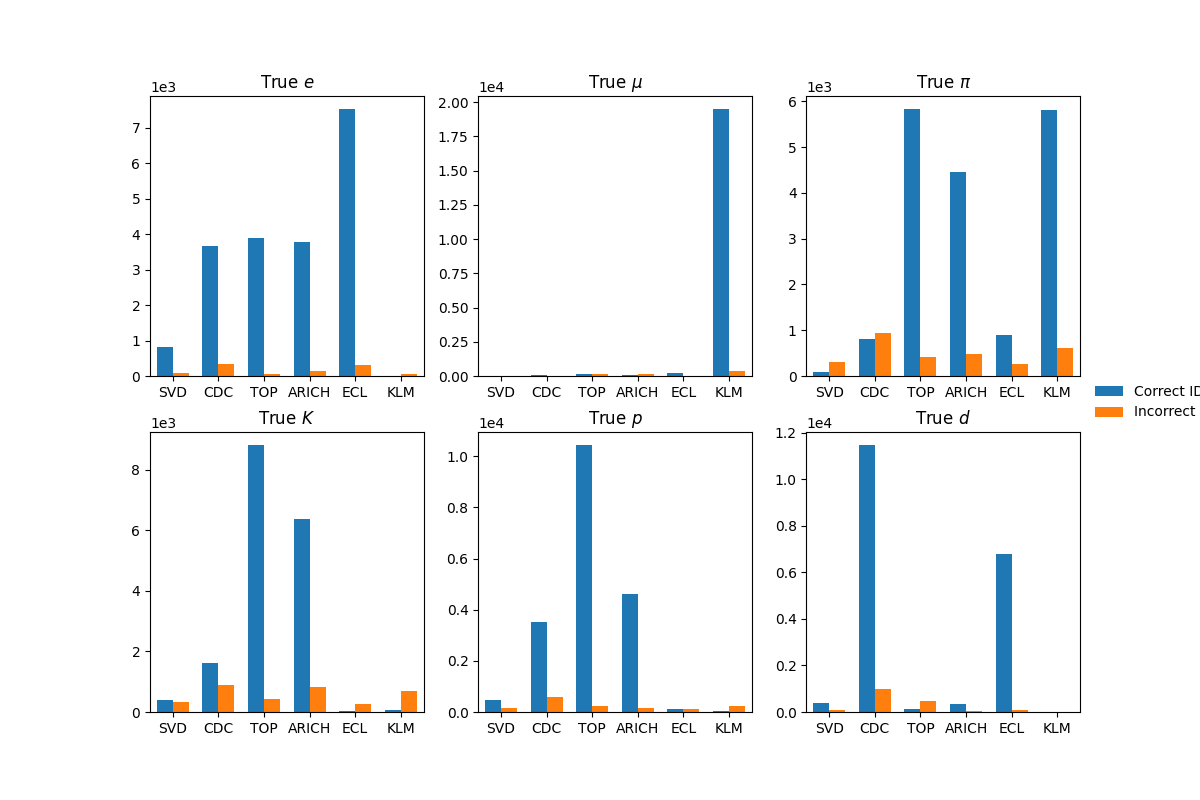 True e
1e3
7
6
5
4
3
2
1
0
SVD CDC TOP ARICH ECL KLM
True μ
1e4
2.00
1.75
1.50
1.25
1.00
0.75
0.50
0.25
0.00
SVD CDC TOP ARICH ECL KLM
True π
1e3
6
5
4
3
2
1
0
SVD CDC TOP ARICH ECL KLM
Correct ID
Incorrect
True K
1e3
8
6
4
2
0
SVD CDC TOP ARICH ECL KLM
True p
1e4
1.0
0.8
0.6
0.4
0.2
0.0
SVD CDC TOP ARICH ECL KLM
True d
1e4
1.2
1.0
0.8
0.6
0.4
0.2
0.0
SVD CDC TOP ARICH ECL KLM